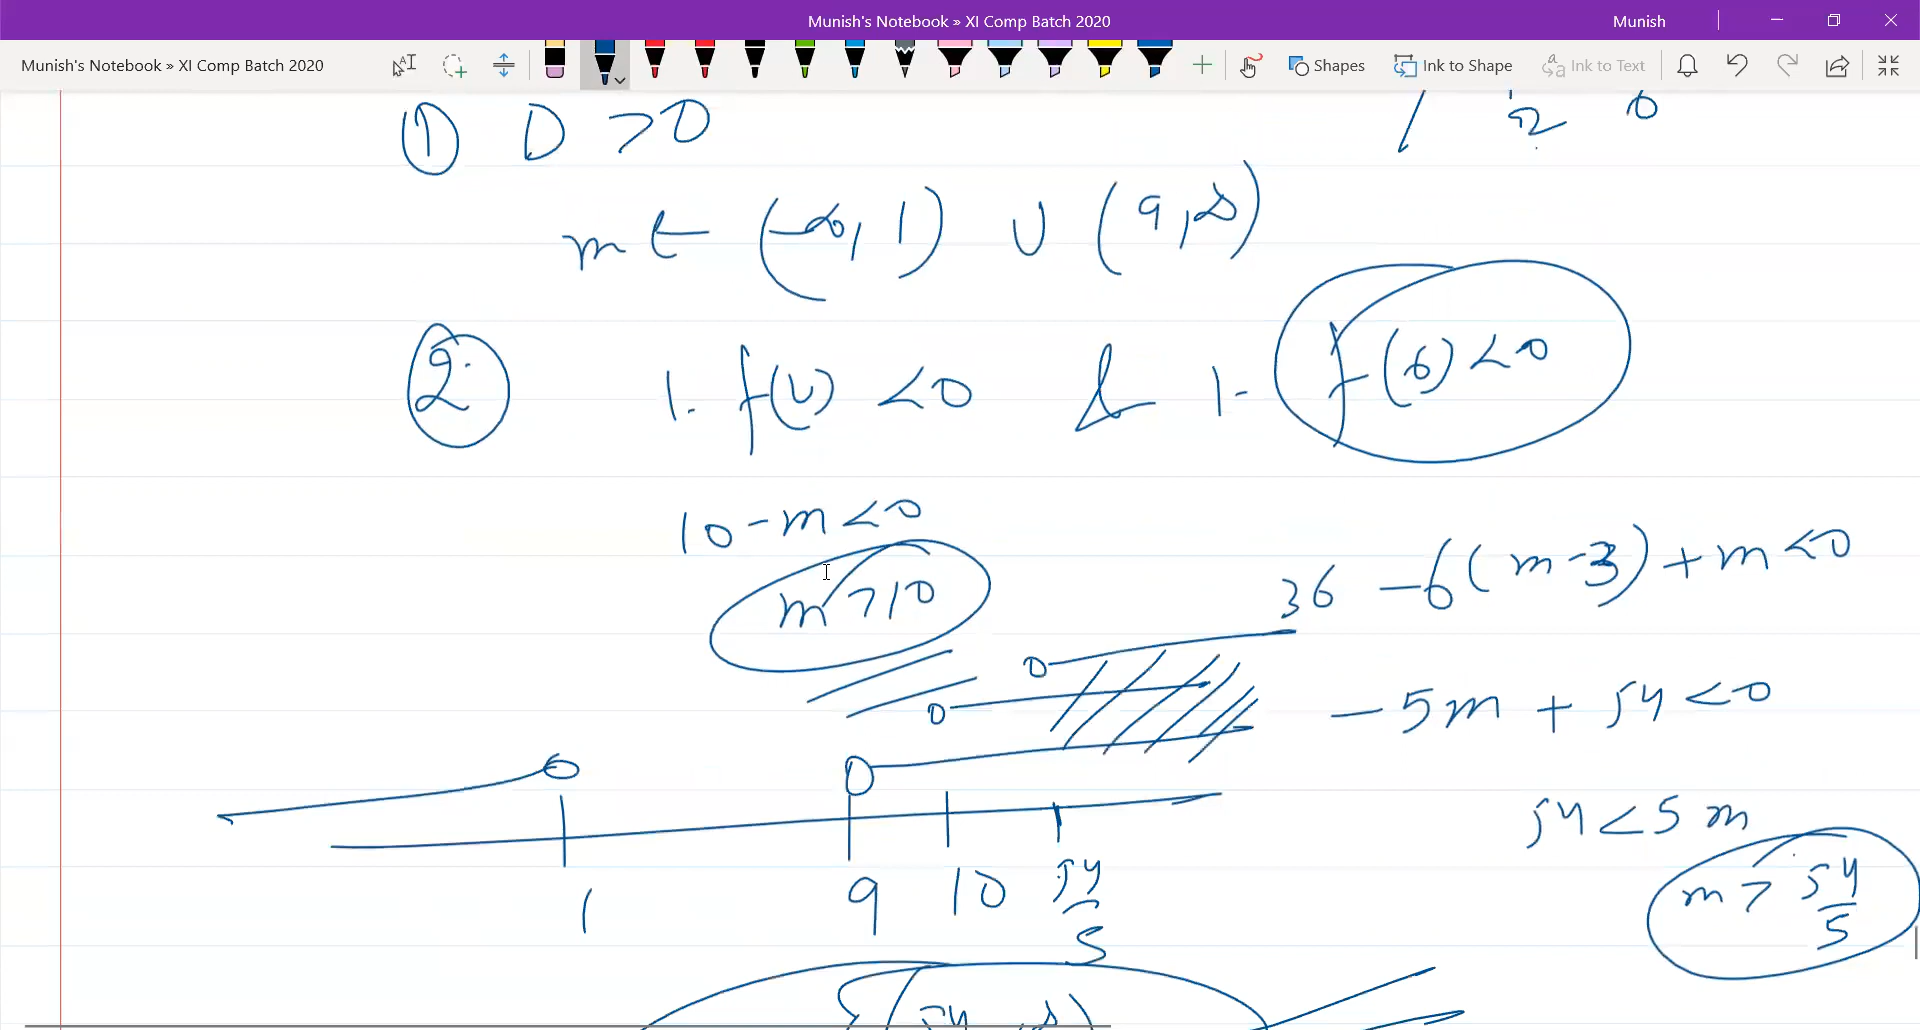 Munish's Notebook » XI Comp Batch 2020
Munish
Munish's Notebook » XI Comp Batch 2020
Shapes
Ink to Shape
Ink to Text
① D > 0
2 6
m ∈ (-∞, 1) ∪ (9, ∞)
② 1. f(2) < 0 & 1. f(6) < 0
10 - m < 0
m > 10
36 - 6(m - 3) + m < 0
- 5m + 54 < 0
54 < 5m
1 9 10 54/5
m > 54/5
(54, ∞)